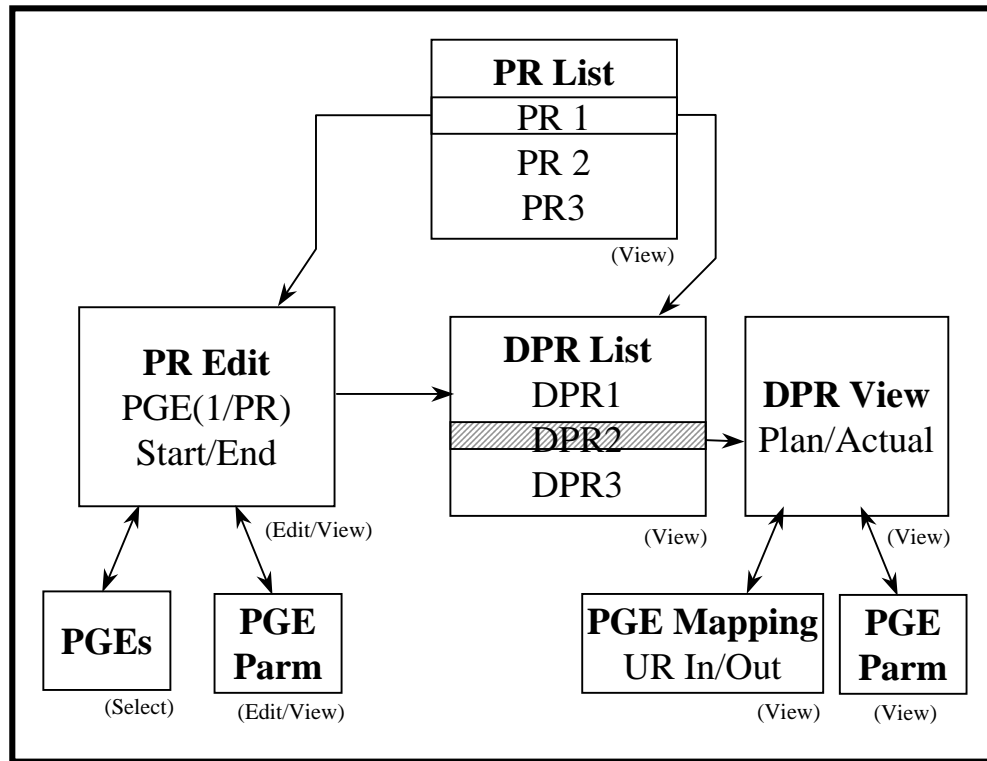 PR List
PR 1
PR 2
PR3
(View)
PR Edit
PGE(1/PR)
Start/End
(Edit/View)
DPR List
DPR1
DPR2
DPR3
(View)
DPR View
Plan/Actual
(View)
PGEs
(Select)
PGE
Parm
(Edit/View)
PGE Mapping
UR In/Out
(View)
PGE
Parm
(View)